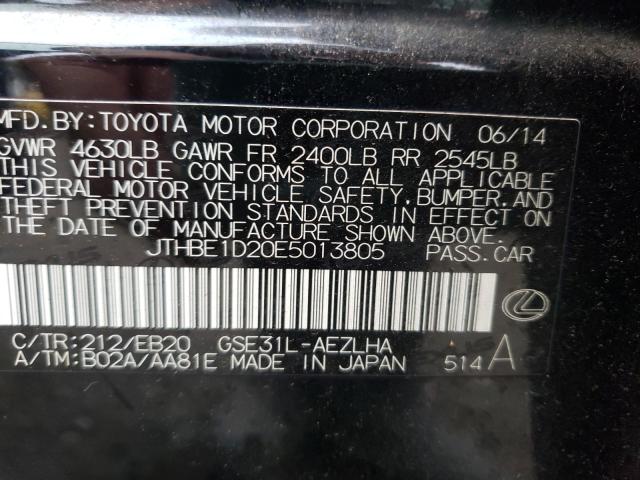 MFD.BY:TOYOTA MOTOR CORPORATION 06/14
GVWR 4630LB GAWR FR 2400LB RR 2545LB
THIS VEHICLE CONFORMS TO ALL APPLICABLE
FEDERAL MOTOR VEHICLE SAFETY,BUMPER,AND
THEFT PREVENTION STANDARDS IN EFFECT ON
THE DATE OF MANUFACTURE SHOWN ABOVE.
JTHBE1D20E5013805 PASS.CAR
C/TR:212/EB20 GSE31L-AEZLHA
A/TM:B02A/AA81E MADE IN JAPAN 514A